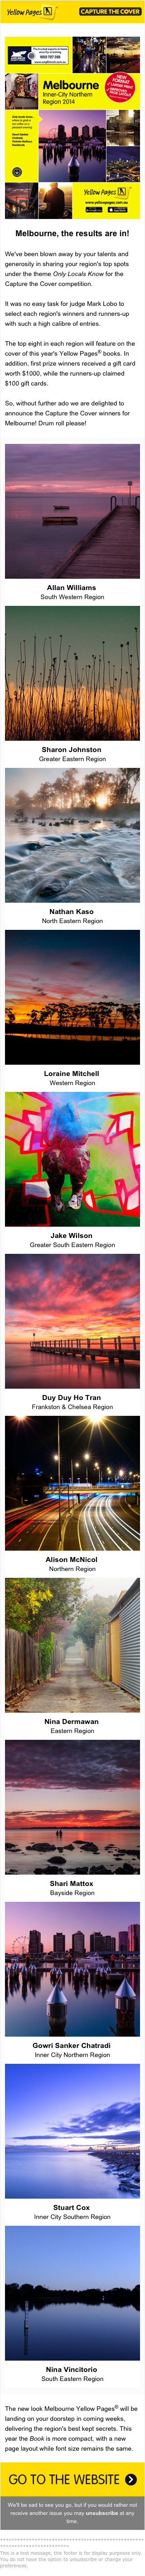 Yellow Pages
CAPTURE THE COVER
Melbourne
Inner-City Northern
Region 2014
NEW
FORMAT
Yellow Pages
www.yellowpages.com.au
Melbourne, the results are in!
We've been blown away by your talents and
generosity in sharing your region's top spots
under the theme Only Locals Know for the
Capture the Cover competition.
It was no easy task for judge Mark Lobo to
select each region's winners and runners-up
with such a high calibre of entries.
The top eight in each region will feature on the
cover of this year's Yellow Pages® books. In
addition, first prize winners received a gift card
worth $1000, while the runners-up claimed
$100 gift cards.
So, without further ado we are delighted to
announce the Capture the Cover winners for
Melbourne! Drum roll please!
Allan Williams
South Western Region
Sharon Johnston
Greater Eastern Region
Nathan Kaso
North Eastern Region
Loraine Mitchell
Western Region
Jake Wilson
Greater South Eastern Region
Duy Duy Ho Tran
Frankston & Chelsea Region
Alison McNicol
Northern Region
Nina Dermawan
Eastern Region
Shari Mattox
Bayside Region
Gowri Sanker Chatradi
Inner City Northern Region
Stuart Cox
Inner City Southern Region
Nina Vincitorio
South Eastern Region
The new look Melbourne Yellow Pages® will be
landing on your doorstep in coming weeks,
delivering the region's best kept secrets. This
year the Book is more compact, with a new
page layout while font size remains the same.
GO TO THE WEBSITE
We'll be sad to see you go, but if you would rather not
receive another issue you may unsubscribe at any
time.
This is a test message, this footer is for display purposes only.
You do not have the option to unsubscribe or change your
preferences.